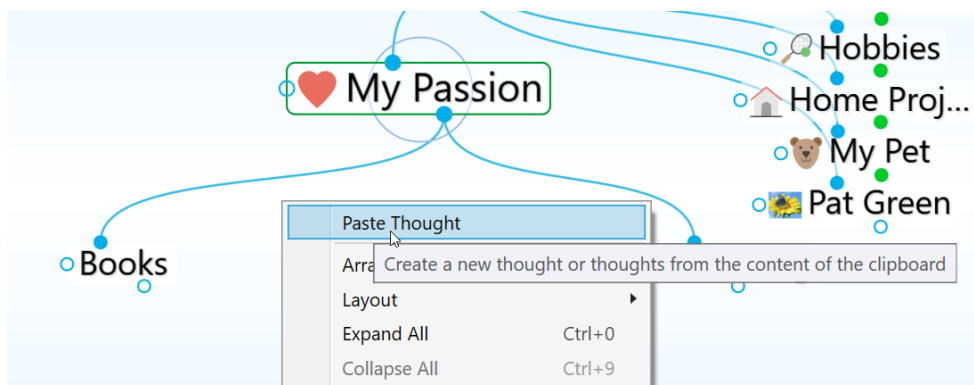 Hobbies
My Passion
Home Proj...
My Pet
Pat Green
Paste Thought
Books
Arra
Create a new thought or thoughts from the content of the clipboard
Layout
Expand All Ctrl+0
Collapse All Ctrl+9